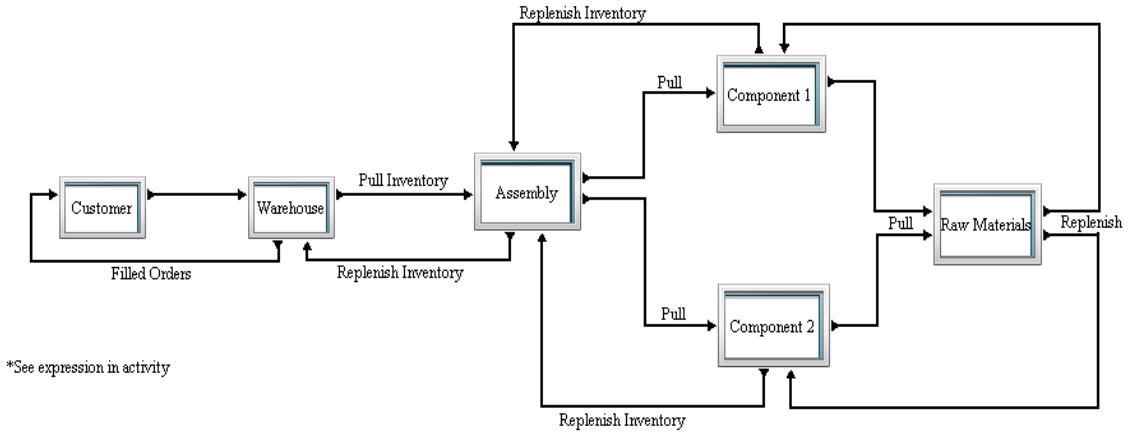 Replenish Inventory
Component 1
Pull
Pull Inventory
Assembly
Customer
Warehouse
Raw Materials
Pull
Replenish
Filled Orders
Replenish Inventory
Pull
Component 2
*See expression in activity
Replenish Inventory